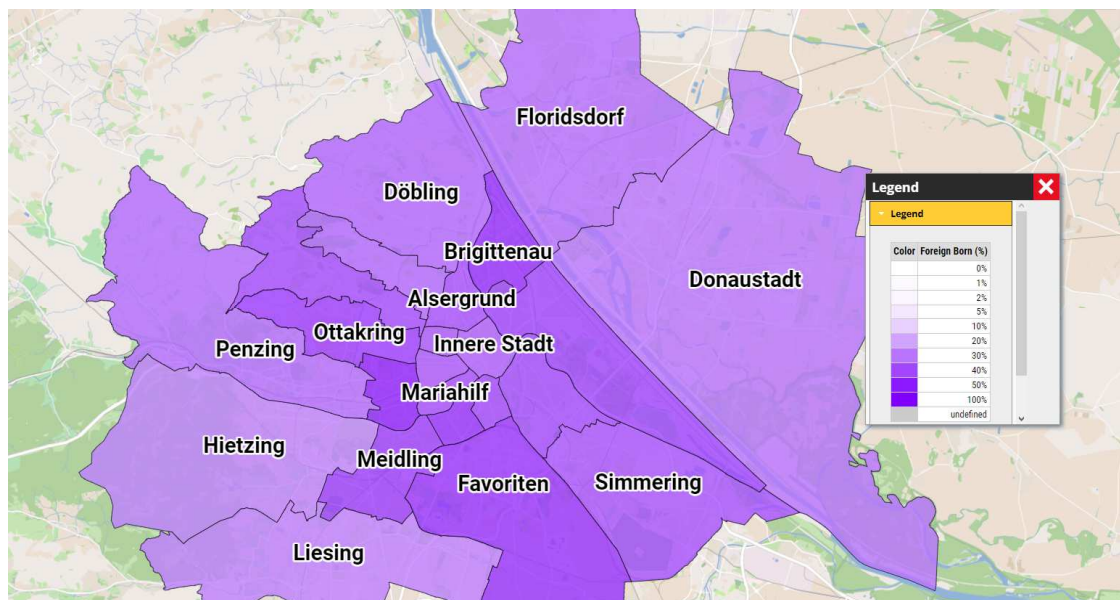 Floridsdorf
Döbling
Brigittenau
Donaustadt
Alsergrund
Ottakring
Innere Stadt
Penzing
Mariahilf
Hietzing
Meidling
Favoriten
Simmering
Liesing
Legend
Legend
Color Foreign Born (%)
0%
1%
2%
5%
10%
20%
30%
40%
50%
100%
undefined